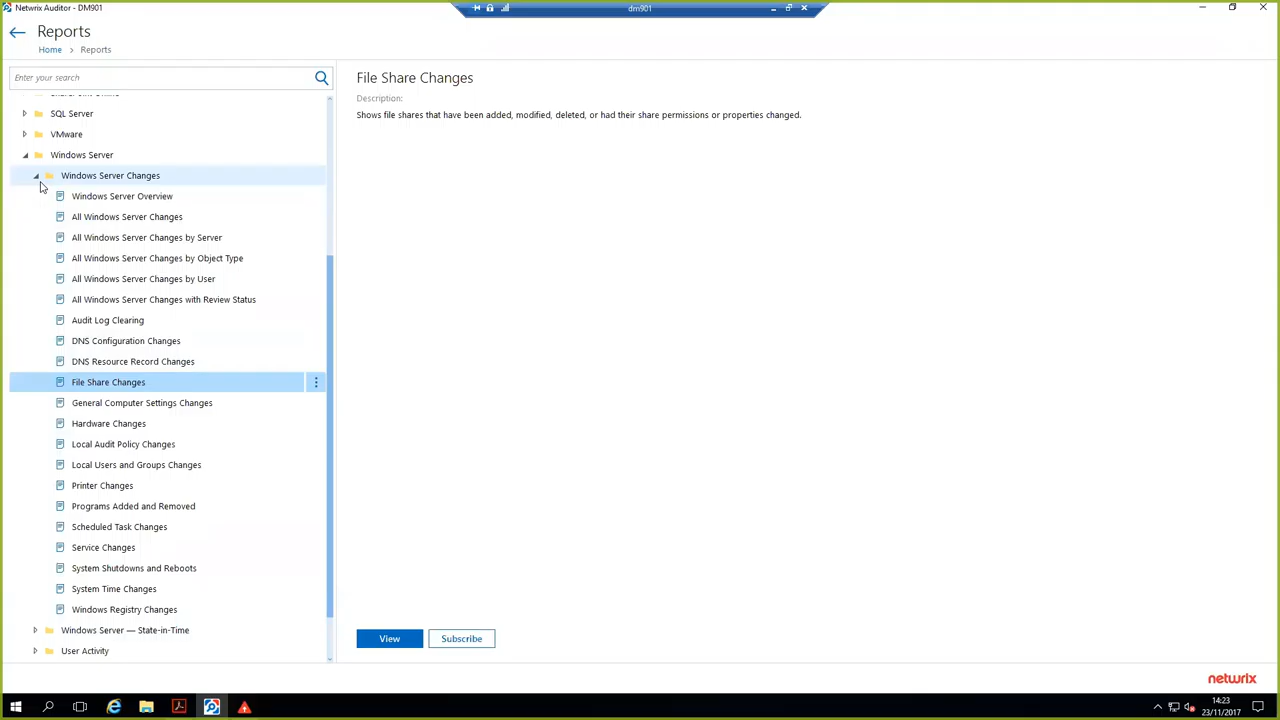 Netwrix Auditor - DM901
dm901
Reports
Home > Reports
Enter your search
SQL Server
VMware
Windows Server
Windows Server Changes
Windows Server Overview
All Windows Server Changes
All Windows Server Changes by Server
All Windows Server Changes by Object Type
All Windows Server Changes by User
All Windows Server Changes with Review Status
Audit Log Clearing
DNS Configuration Changes
DNS Resource Record Changes
File Share Changes
General Computer Settings Changes
Hardware Changes
Local Audit Policy Changes
Local Users and Groups Changes
Printer Changes
Programs Added and Removed
Scheduled Task Changes
Service Changes
System Shutdowns and Reboots
System Time Changes
Windows Registry Changes
Windows Server — State-in-Time
User Activity
File Share Changes
Description:
Shows file shares that have been added, modified, deleted, or had their share permissions or properties changed.
View
Subscribe
netwrix
14:23
23/11/2017